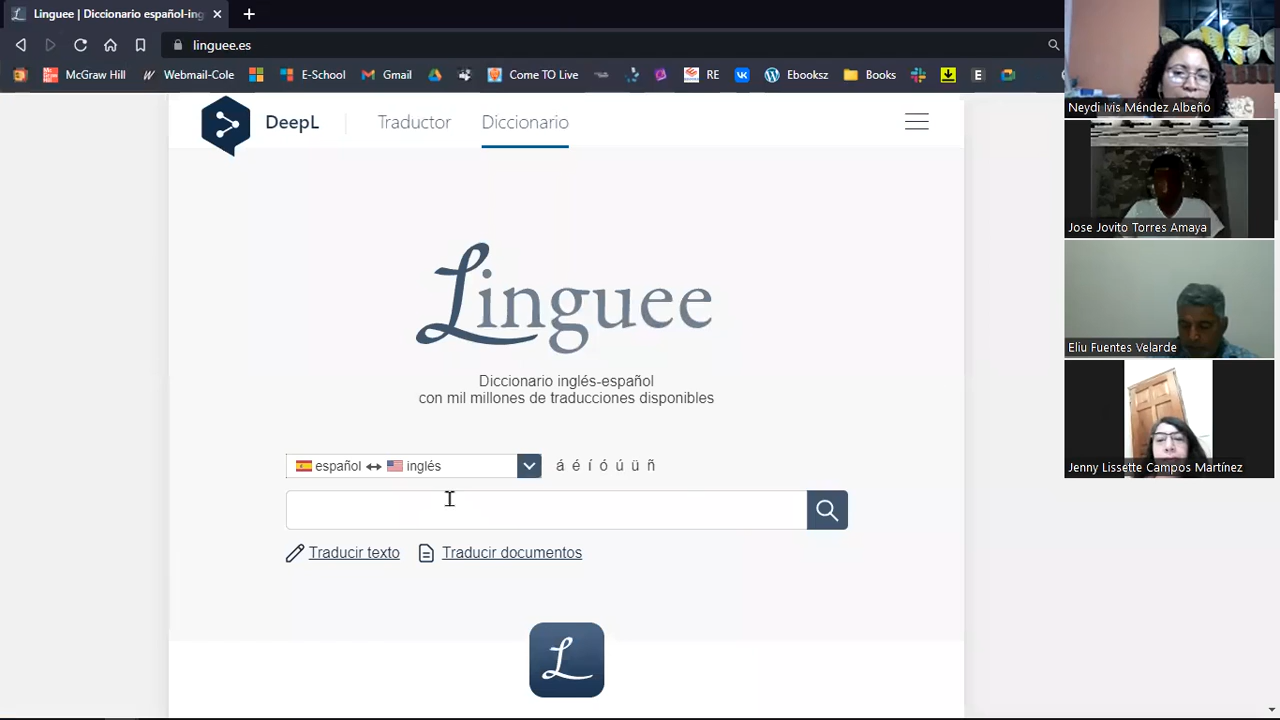 Linguee | Diccionario español-ing
linguee.es
McGraw Hill
Webmail-Cole
E-School
Gmail
Come TO Live
RE
Ebooksz
Books
E
DeepL
Traductor
Diccionario
Linguee
Diccionario inglés-español
con mil millones de traducciones disponibles
español ↔ inglés
á é í ó ú ü ñ
Traducir texto
Traducir documentos
L
Neydi Ivis Méndez Albeño
Jose Jovito Torres Amaya
Eliu Fuentes Velarde
Jenny Lissette Campos Martínez